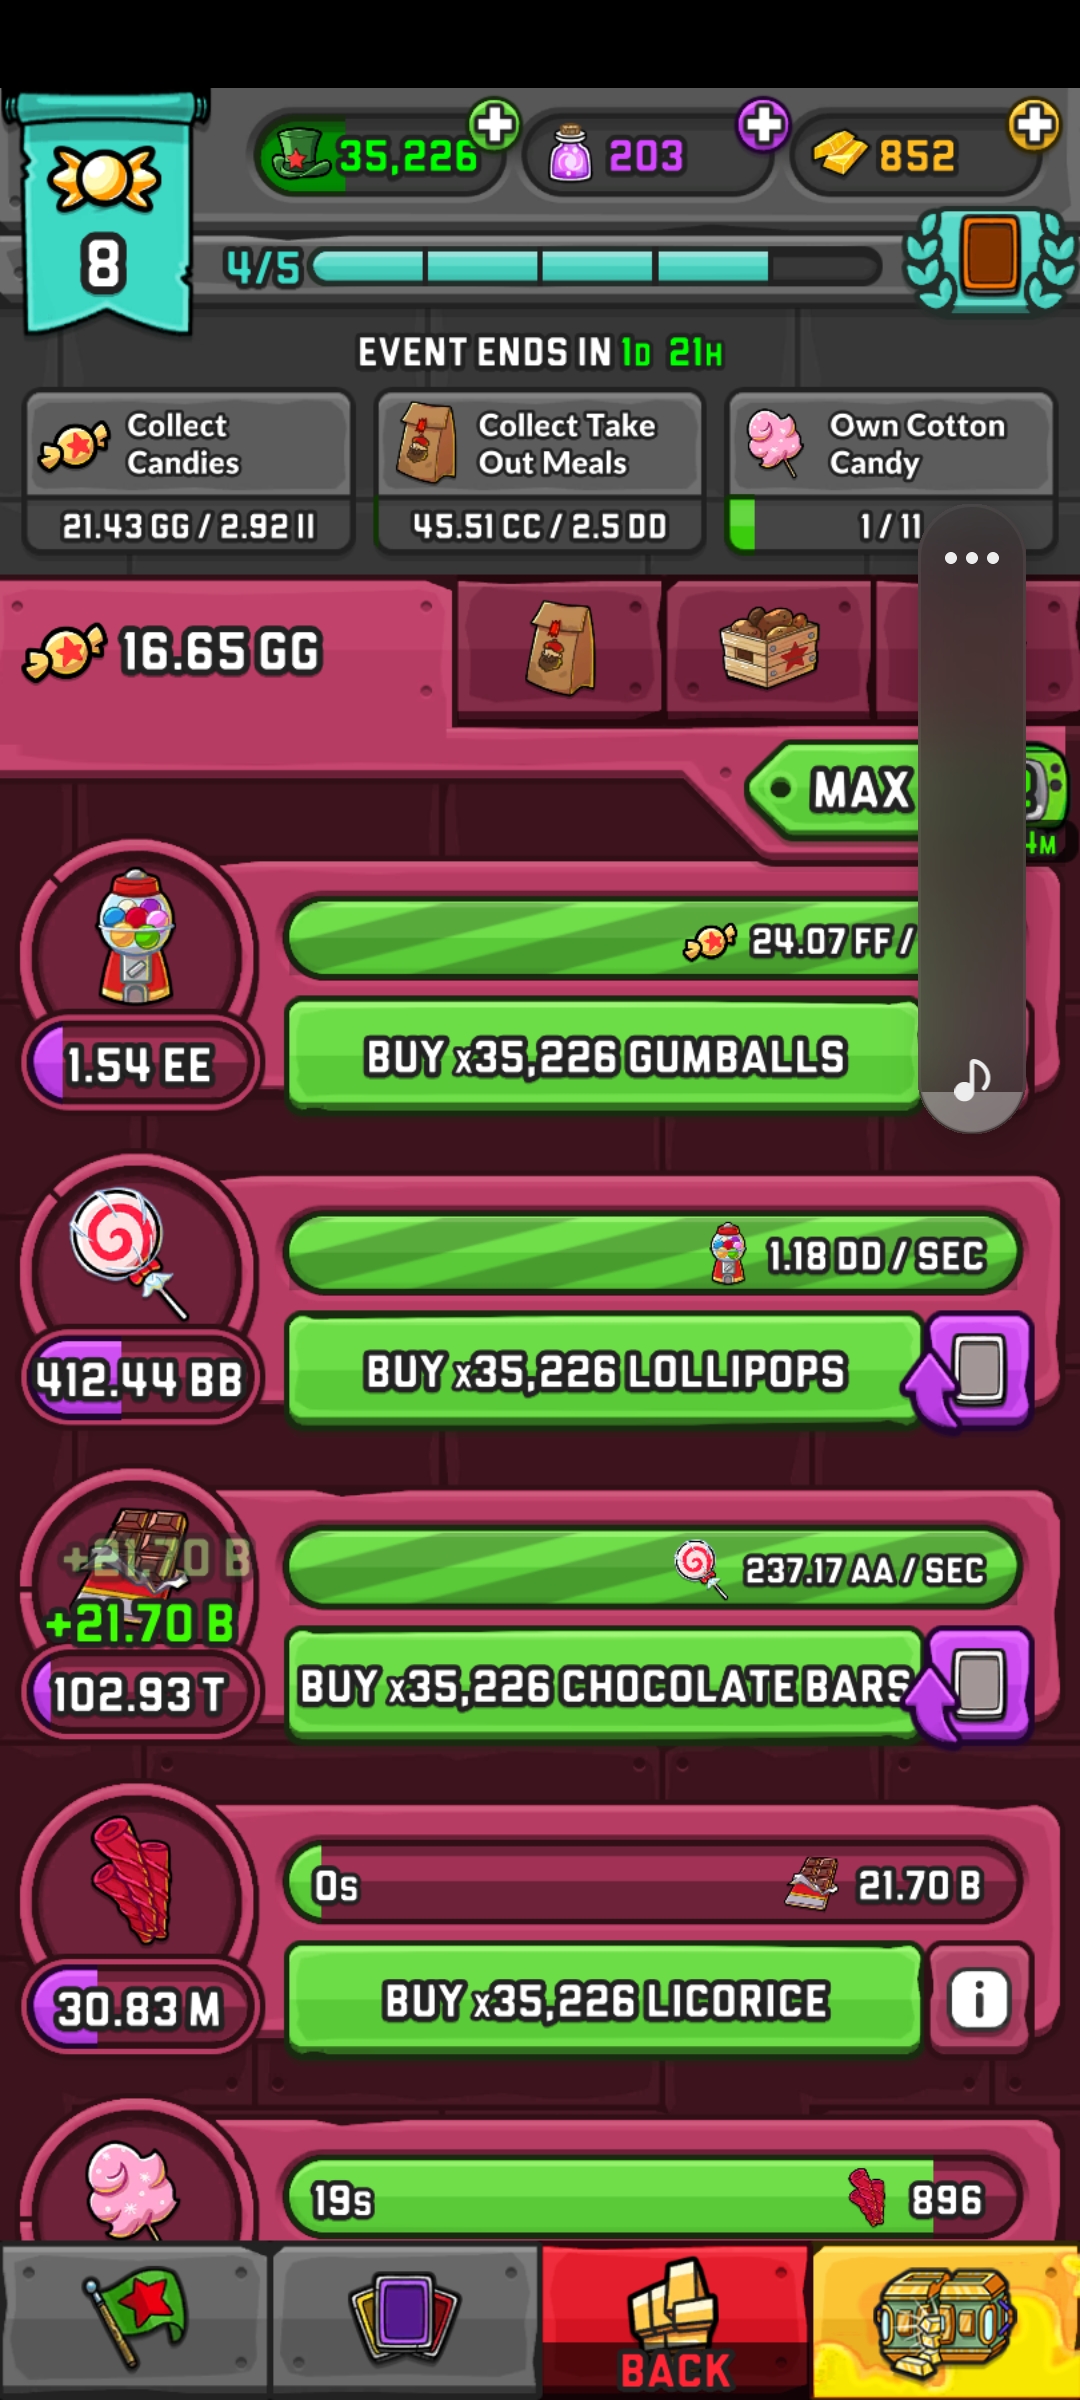 35,226
203
852
8
4/5
EVENT ENDS IN 1D 21H
Collect
Candies
21.43 GG / 2.92 II
Collect Take
Out Meals
45.51 CC / 2.5 DD
Own Cotton
Candy
1 / 11
16.65 GG
MAX
4M
24.07 FF /
1.54 EE
BUY x35,226 GUMBALLS
1.18 DD / SEC
412.44 BB
BUY x35,226 LOLLIPOPS
+21.70 B
+21.70 B
237.17 AA / SEC
102.93 T
BUY x35,226 CHOCOLATE BARS
0s
21.70 B
30.83 M
BUY x35,226 LICORICE
i
19s
896
BACK